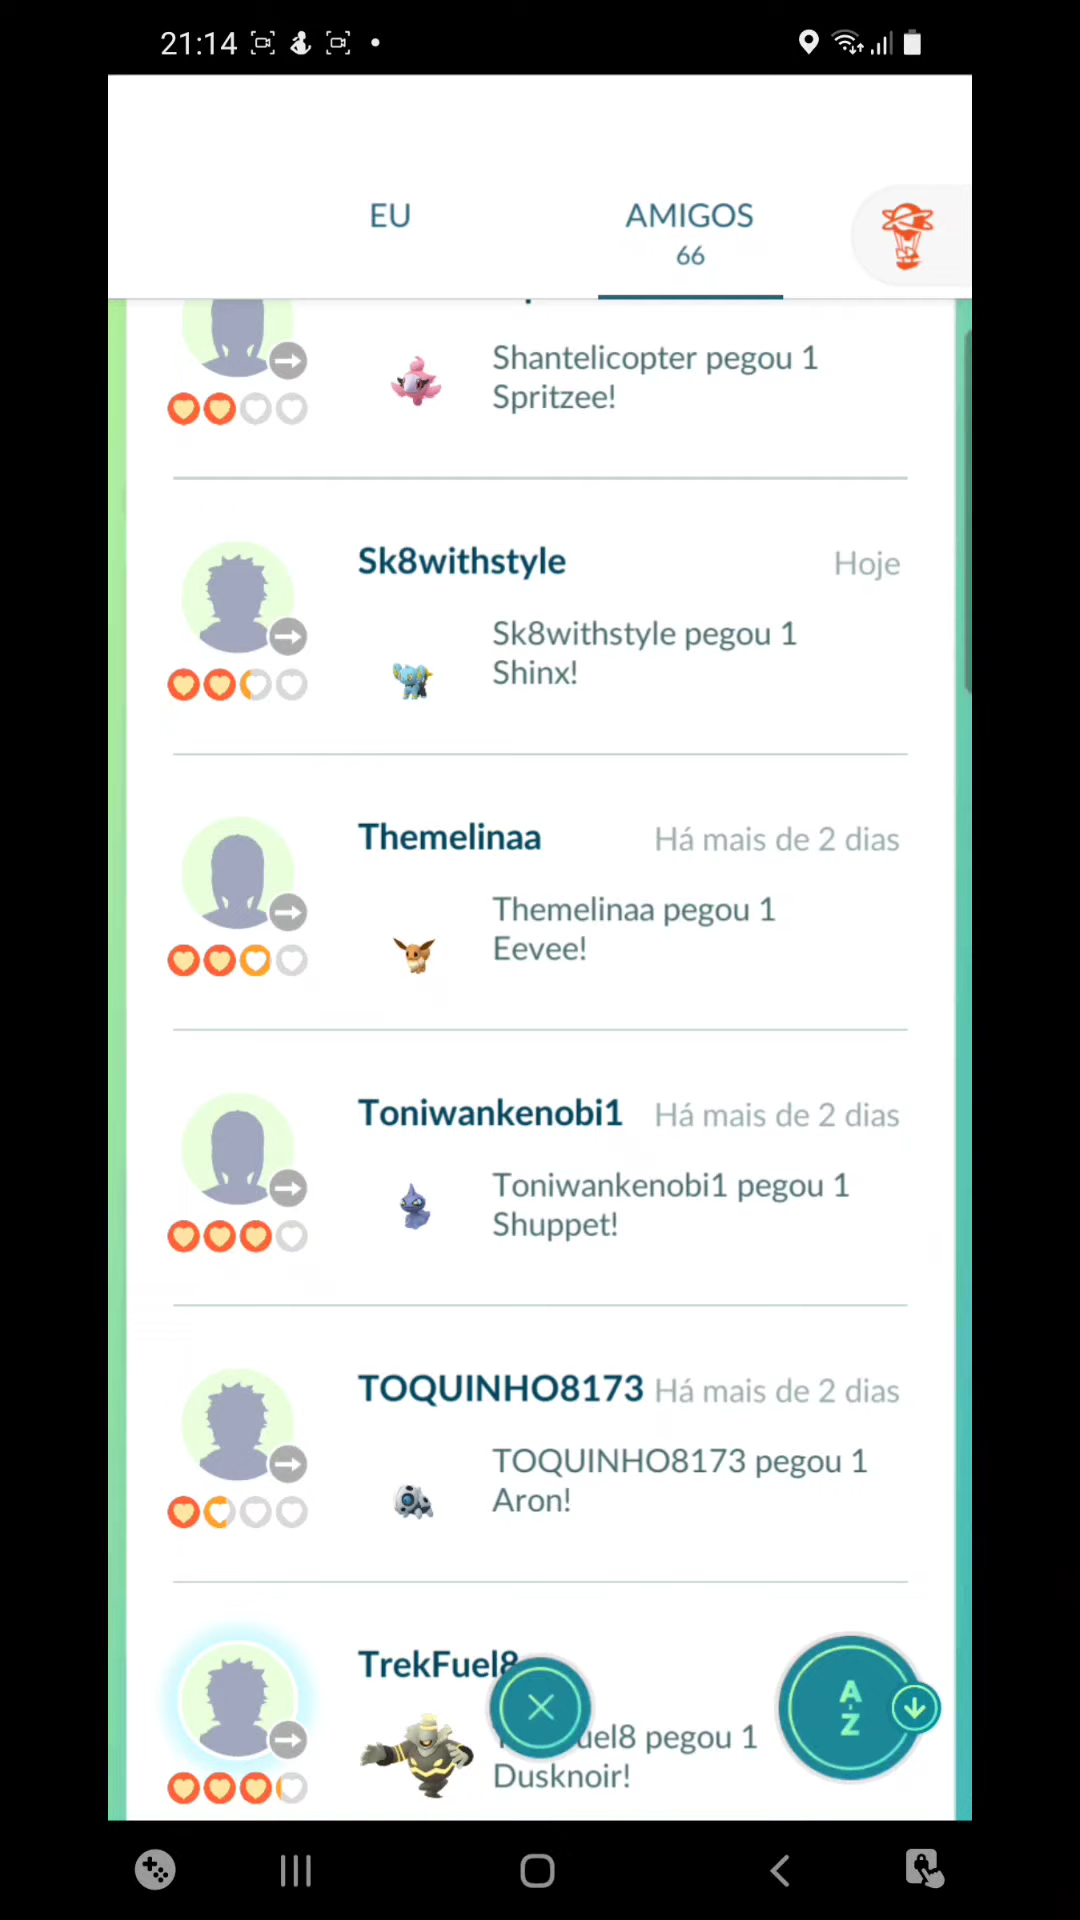 21:14
EU
AMIGOS
66
Shantelicopter pegou 1
Spritzee!
Sk8withstyle
Hoje
Sk8withstyle pegou 1
Shinx!
Themelinaa
Há mais de 2 dias
Themelinaa pegou 1
Eevee!
Toniwankenobi1
Há mais de 2 dias
Toniwankenobi1 pegou 1
Shuppet!
TOQUINHO8173
Há mais de 2 dias
TOQUINHO8173 pegou 1
Aron!
TrekFuel8
pegou 1
Dusknoir!
A-Z